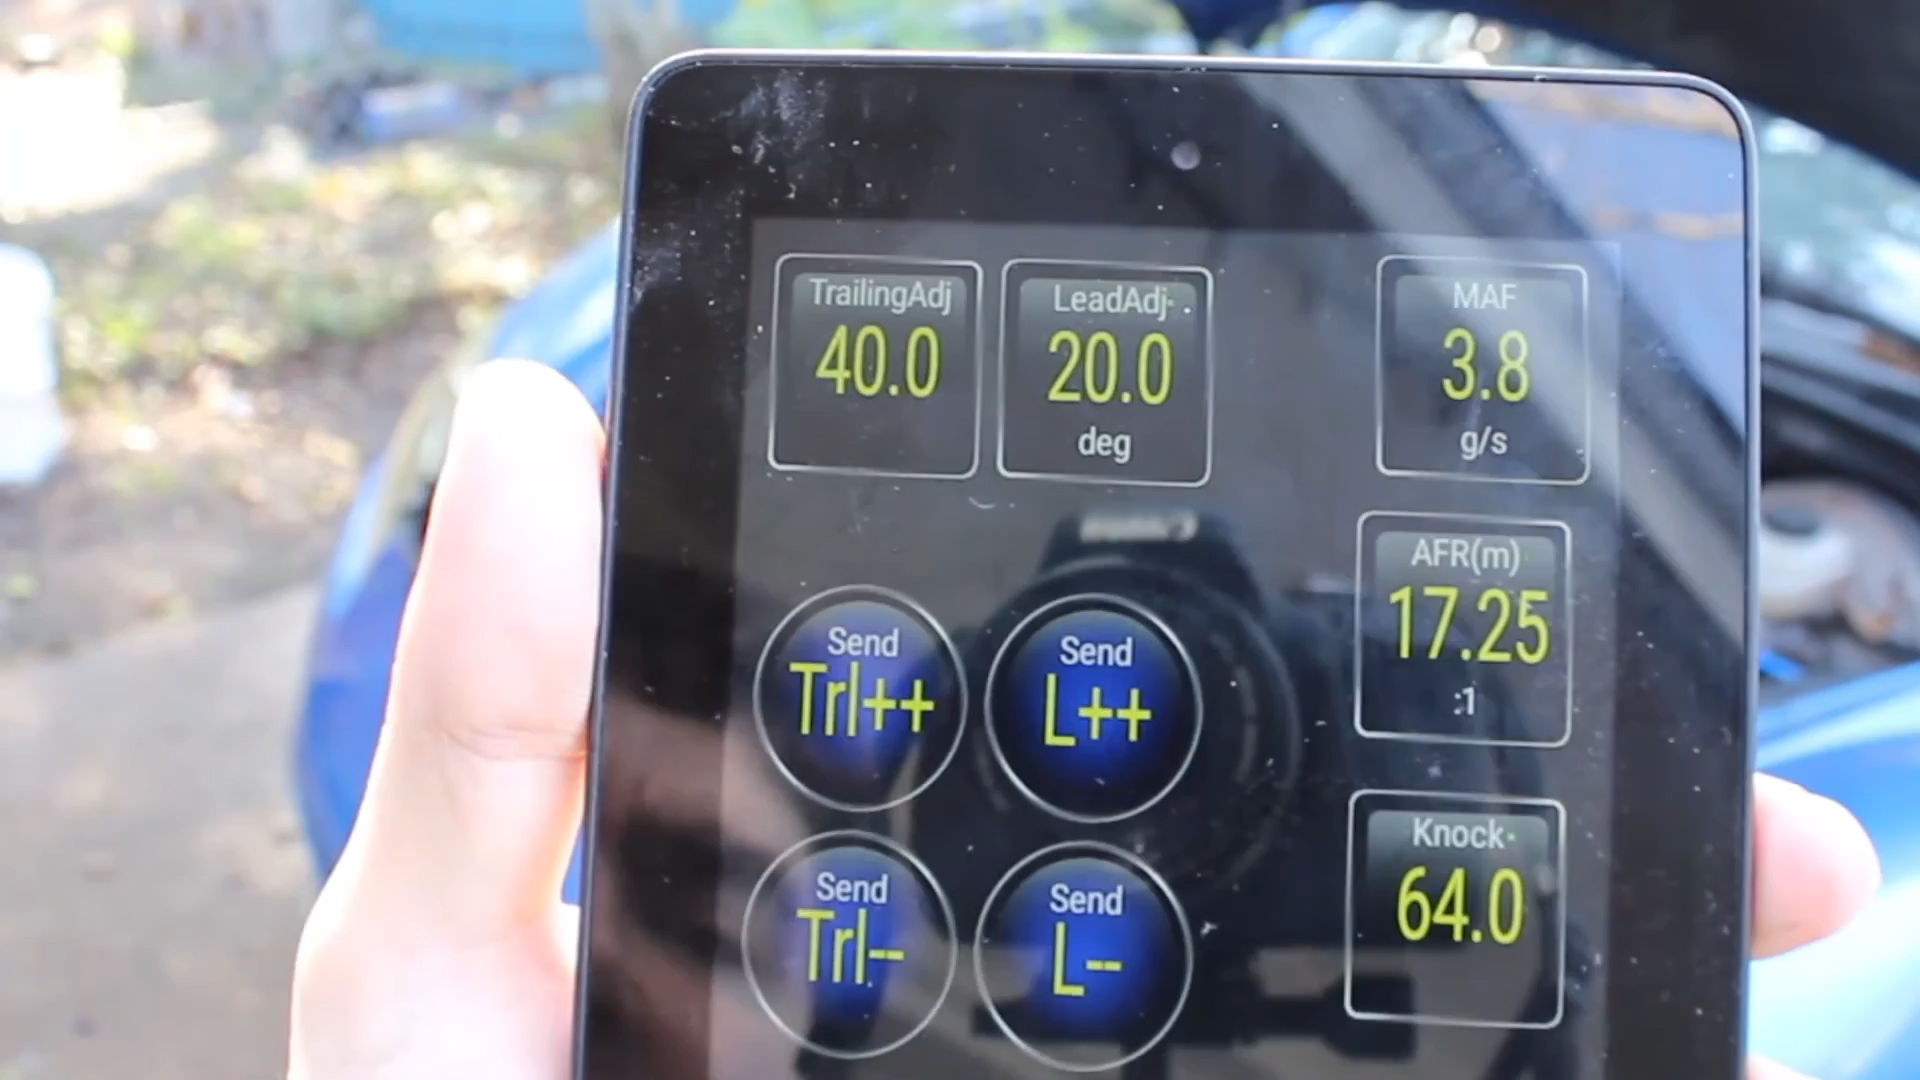 TrailingAdj
40.0
LeadAdj
20.0
deg
MAF
3.8
g/s
AFR(m)
17.25
:1
Send
Trl++
Send
L++
Knock
64.0
Send
Trl--
Send
L--